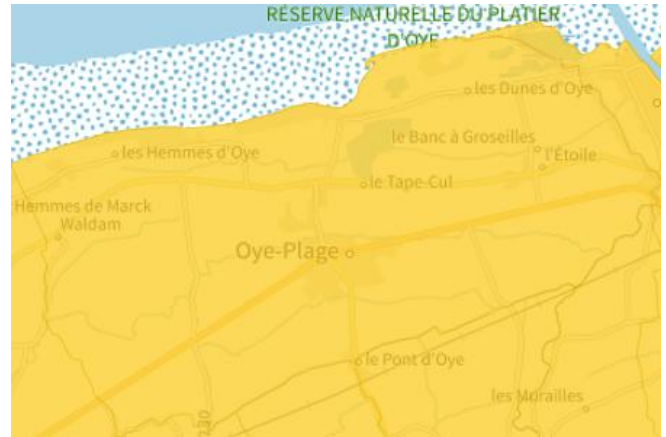 RÉSERVE NATURELLE DU PLATIER
D'OYE
les Dunes d'Oye
le Banc à Groseilles
les Hemmes d'Oye
l'Étoile
le Tape-Cul
Hemmes de Marck
Waldam
Oye-Plage
le Pont d'Oye
les Murailles